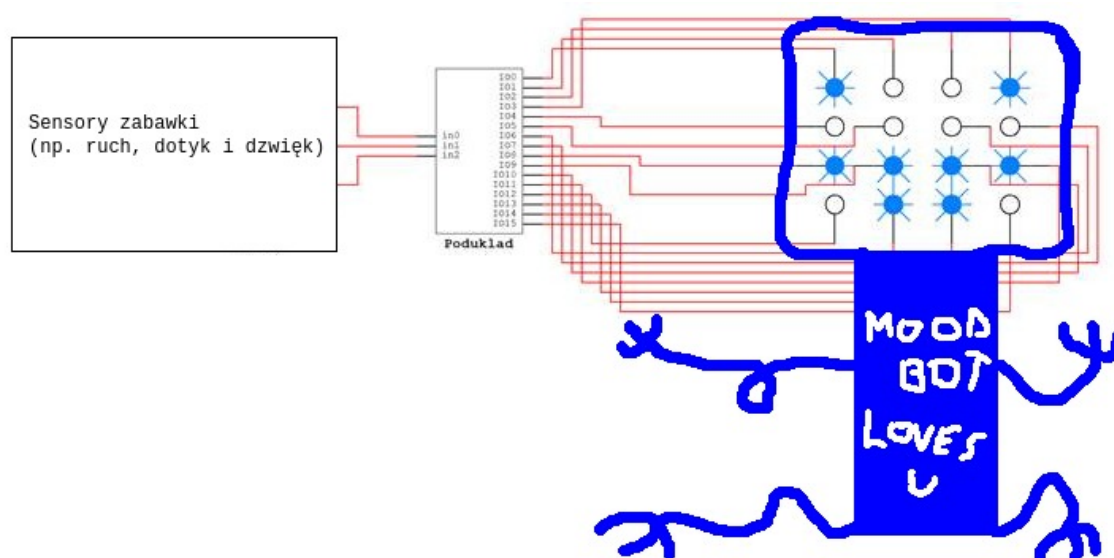 Sensory zabawki
(np. ruch, dotyk i dzwięk)
in0
in1
in2
IO0
IO1
IO2
IO3
IO4
IO5
IO6
IO7
IO8
IO9
IO10
IO11
IO12
IO13
IO14
IO15
Poduklad
MOOD
BOT
LOVES
U